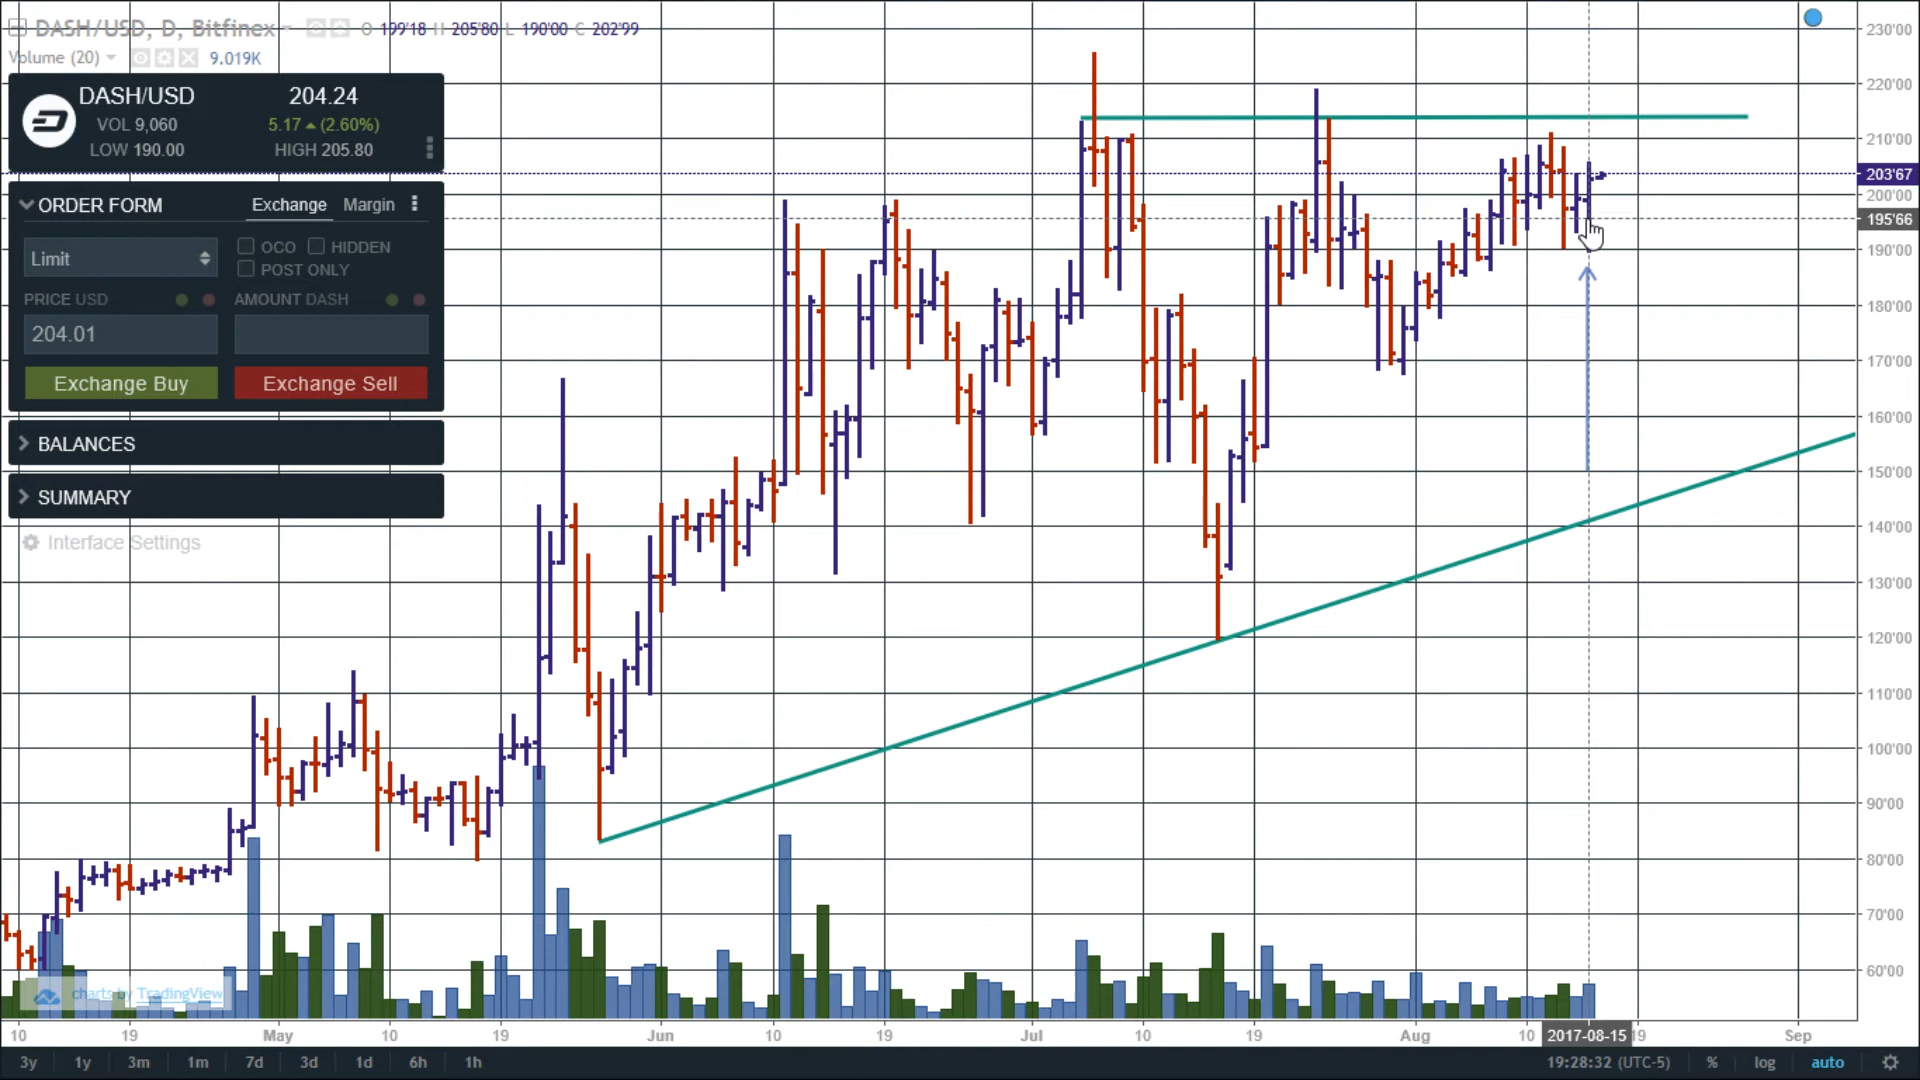 DASH/USD, D, Bitfinex O 199'18 H 205'80 L 190'00 C 202'99
Volume (20) 9.019K
DASH/USD 204.24
VOL 9,060 5.17 (2.60%)
LOW 190.00 HIGH 205.80
ORDER FORM Exchange Margin
Limit OCO HIDDEN
POST ONLY
PRICE USD AMOUNT DASH
204.01
Exchange Buy Exchange Sell
BALANCES
SUMMARY
Interface Settings
charts by TradingView
230'00
220'00
210'00
203'67
200'00
195'66
190'00
180'00
170'00
160'00
150'00
140'00
130'00
120'00
110'00
100'00
90'00
80'00
70'00
60'00
10 19 May 10 19 Jun 10 19 Jul 10 19 Aug 10 2017-08-15 19 Sep
3y 1y 3m 1m 7d 3d 1d 6h 1h 19:28:32 (UTC-5) % log auto